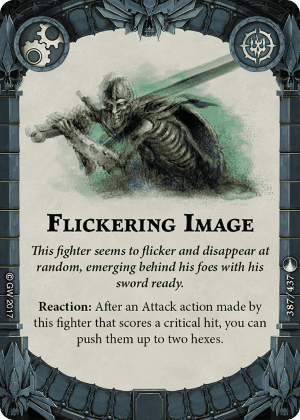 FLICKERING IMAGE
This fighter seems to flicker and disappear at
random, emerging behind his foes with his
sword ready.
Reaction: After an Attack action made by
this fighter that scores a critical hit, you can
push them up to two hexes.
© GW 2017
387/437